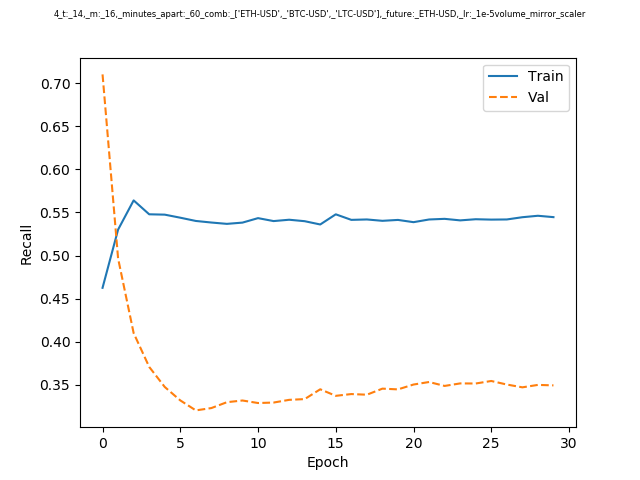 4_t:_14,_m:_16,_minutes_apart:_60_comb:_['ETH-USD',_'BTC-USD',_'LTC-USD'],_future:_ETH-USD,_lr:_1e-5volume_mirror_scaler
Train
Val
0.70
0.65
0.60
0.55
0.50
0.45
0.40
0.35
Recall
0 5 10 15 20 25 30
Epoch